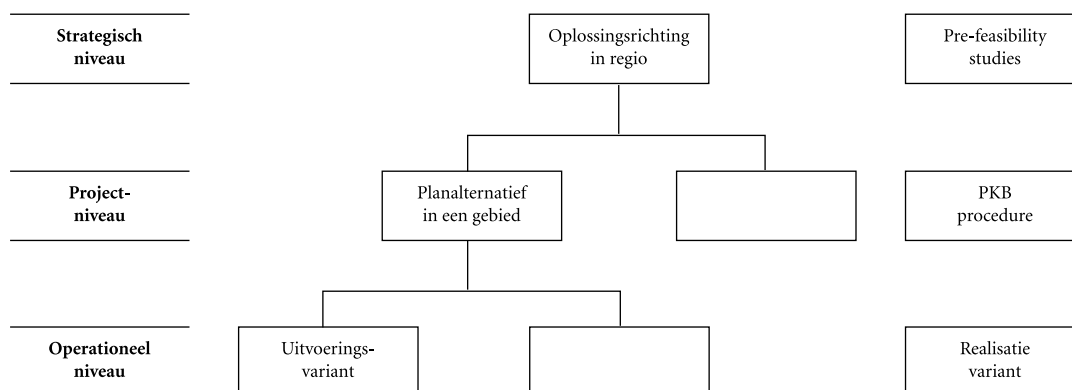 Strategisch
niveau
Oplossingsrichting
in regio
Pre-feasibility
studies
Project-
niveau
Planalternatief
in een gebied
PKB
procedure
Operationeel
niveau
Uitvoerings-
variant
Realisatie
variant